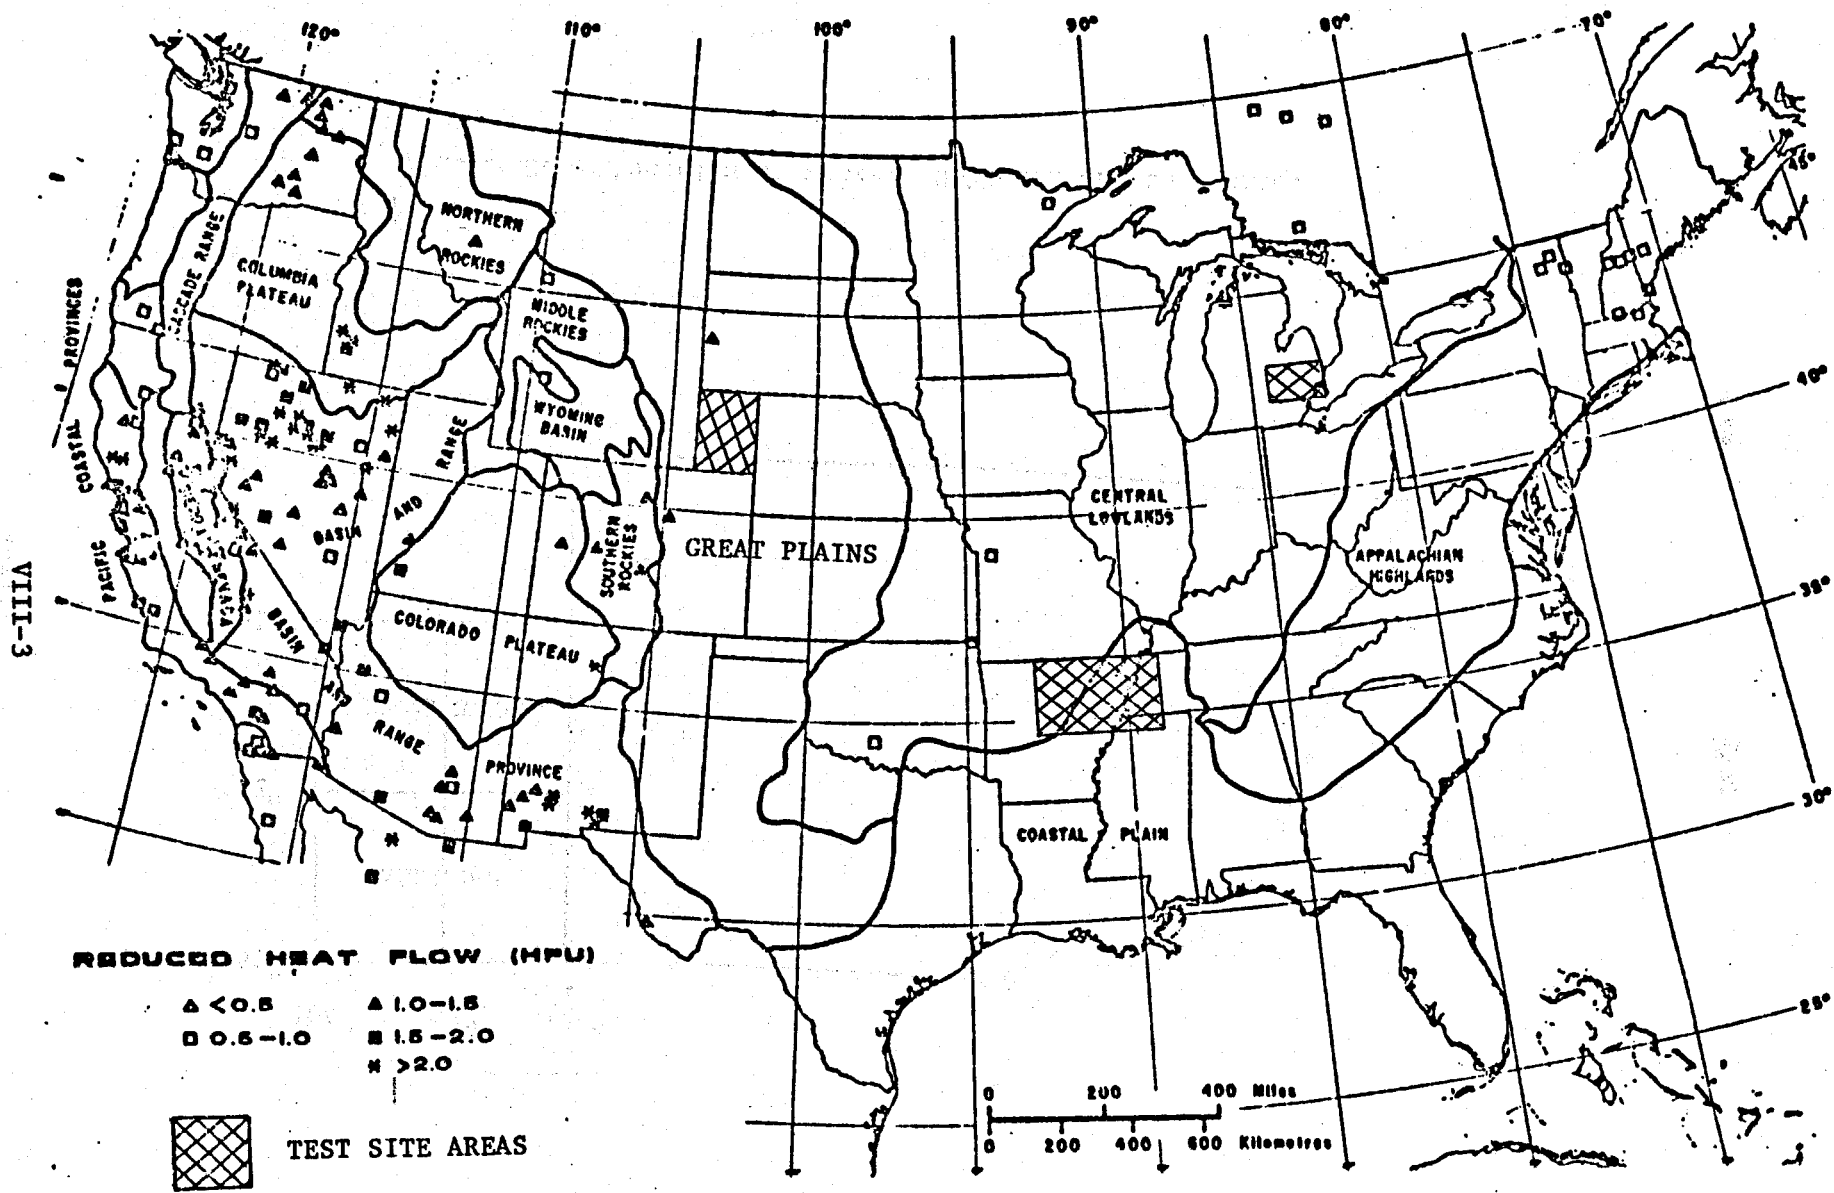 120°
110°
100°
90°
80°
70°
45°
40°
35°
30°
25°
NORTHERN
ROCKIES
CASCADE RANGE
COLUMBIA
PLATEAU
MIDDLE
ROCKIES
WYOMING
BASIN
PACIFIC COASTAL PROVINCES
BASIN AND RANGE
SOUTHERN
ROCKIES
GREAT PLAINS
CENTRAL
LOWLANDS
APPALACHIAN
HIGHLANDS
COLORADO PLATEAU
BASIN
AND
RANGE
PROVINCE
COASTAL PLAIN
VIII-3
REDUCED HEAT FLOW (HFU)
<0.5
1.0-1.5
0.5-1.0
1.5-2.0
>2.0
TEST SITE AREAS
0 200 400 Miles
0 200 400 600 Kilometres